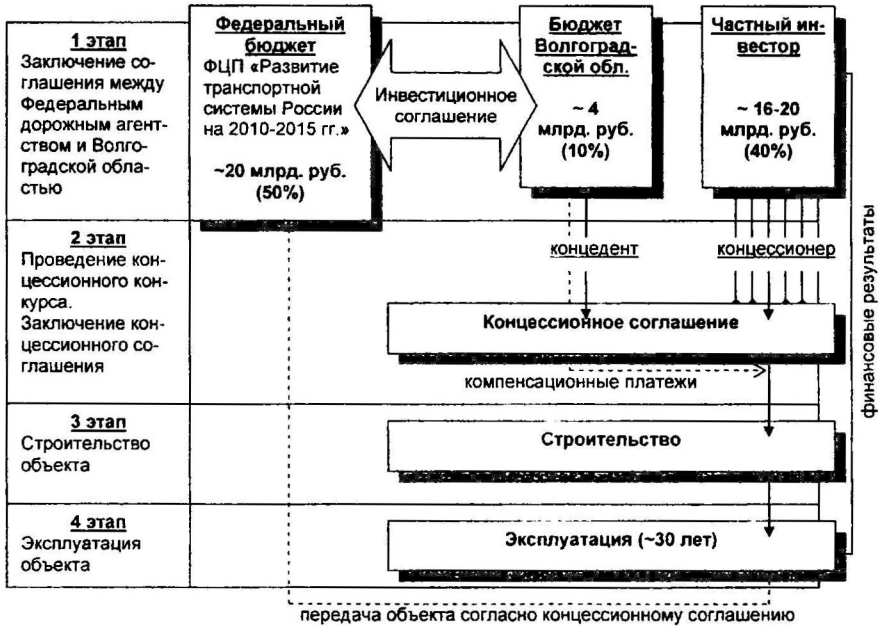 1 этап
Заключение со-
глашения между
Федеральным
дорожным агент-
ством и Волго-
градской обла-
стью
Федеральный
бюджет
ФЦП «Развитие
транспортной
системы России
на 2010-2015 гг.»
~20 млрд. руб.
(50%)
Инвестиционное
соглашение
Бюджет
Волгоград-
ской обл.
~ 4
млрд. руб.
(10%)
Частный ин-
вестор
~ 16-20
млрд. руб.
(40%)
2 этап
Проведение кон-
цессионного кон-
курса.
Заключение кон-
цессионного со-
глашения
концедент
концессионер
Концессионное соглашение
компенсационные платежи
3 этап
Строительство
объекта
Строительство
4 этап
Эксплуатация
объекта
Эксплуатация (~30 лет)
передача объекта согласно концессионному соглашению
финансовые результаты